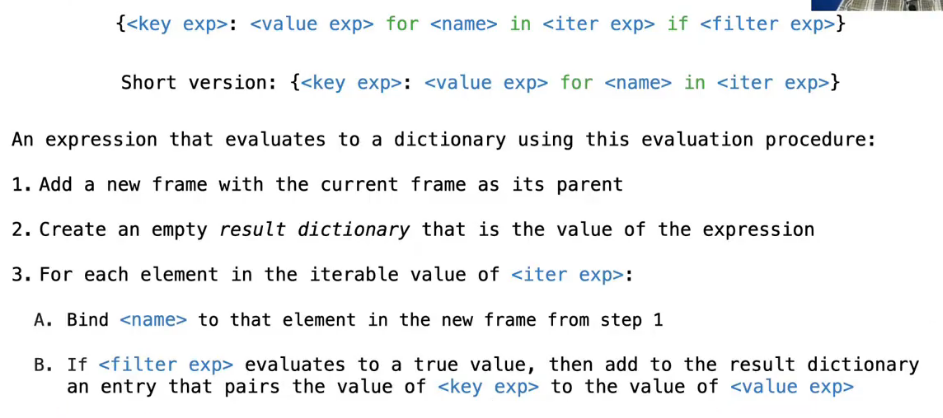 {<key exp>: <value exp> for <name> in <iter exp> if <filter exp>}
Short version: {<key exp>: <value exp> for <name> in <iter exp>}
An expression that evaluates to a dictionary using this evaluation procedure:
1. Add a new frame with the current frame as its parent
2. Create an empty result dictionary that is the value of the expression
3. For each element in the iterable value of <iter exp>:
A. Bind <name> to that element in the new frame from step 1
B. If <filter exp> evaluates to a true value, then add to the result dictionary
an entry that pairs the value of <key exp> to the value of <value exp>